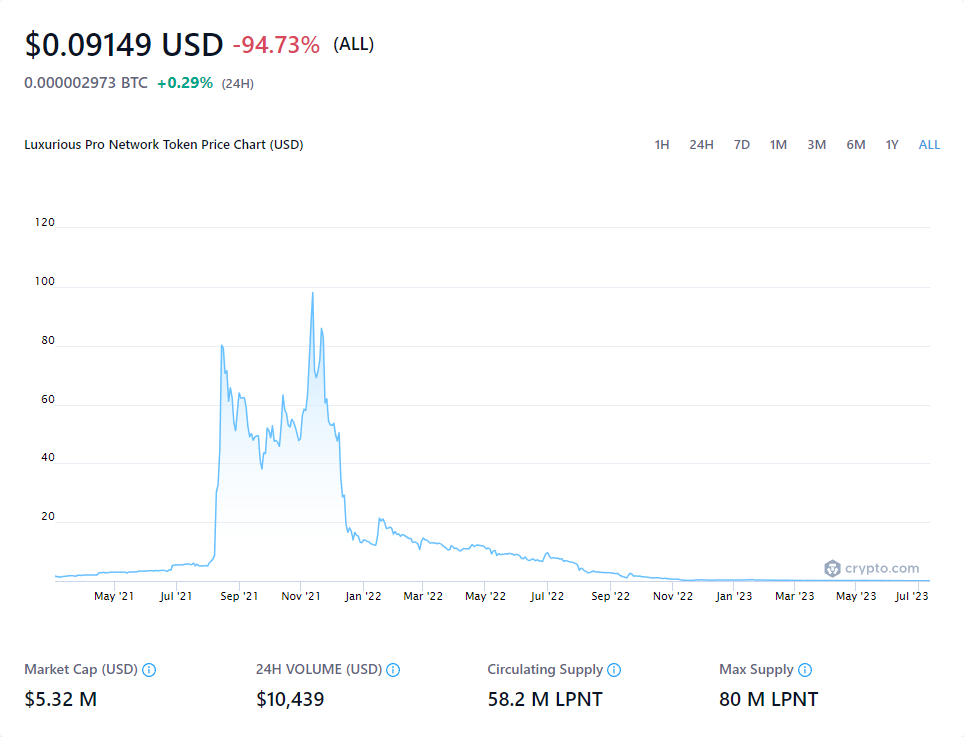 $0.09149 USD -94.73% (ALL)
0.000002973 BTC +0.29% (24H)
Luxurious Pro Network Token Price Chart (USD) 1H 24H 7D 1M 3M 6M 1Y ALL
120
100
80
60
40
20
crypto.com
May '21 Jul '21 Sep '21 Nov '21 Jan '22 Mar '22 May '22 Jul '22 Sep '22 Nov '22 Jan '23 Mar '23 May '23 Jul '23
Market Cap (USD) 24H VOLUME (USD) Circulating Supply Max Supply
$5.32 M $10,439 58.2 M LPNT 80 M LPNT